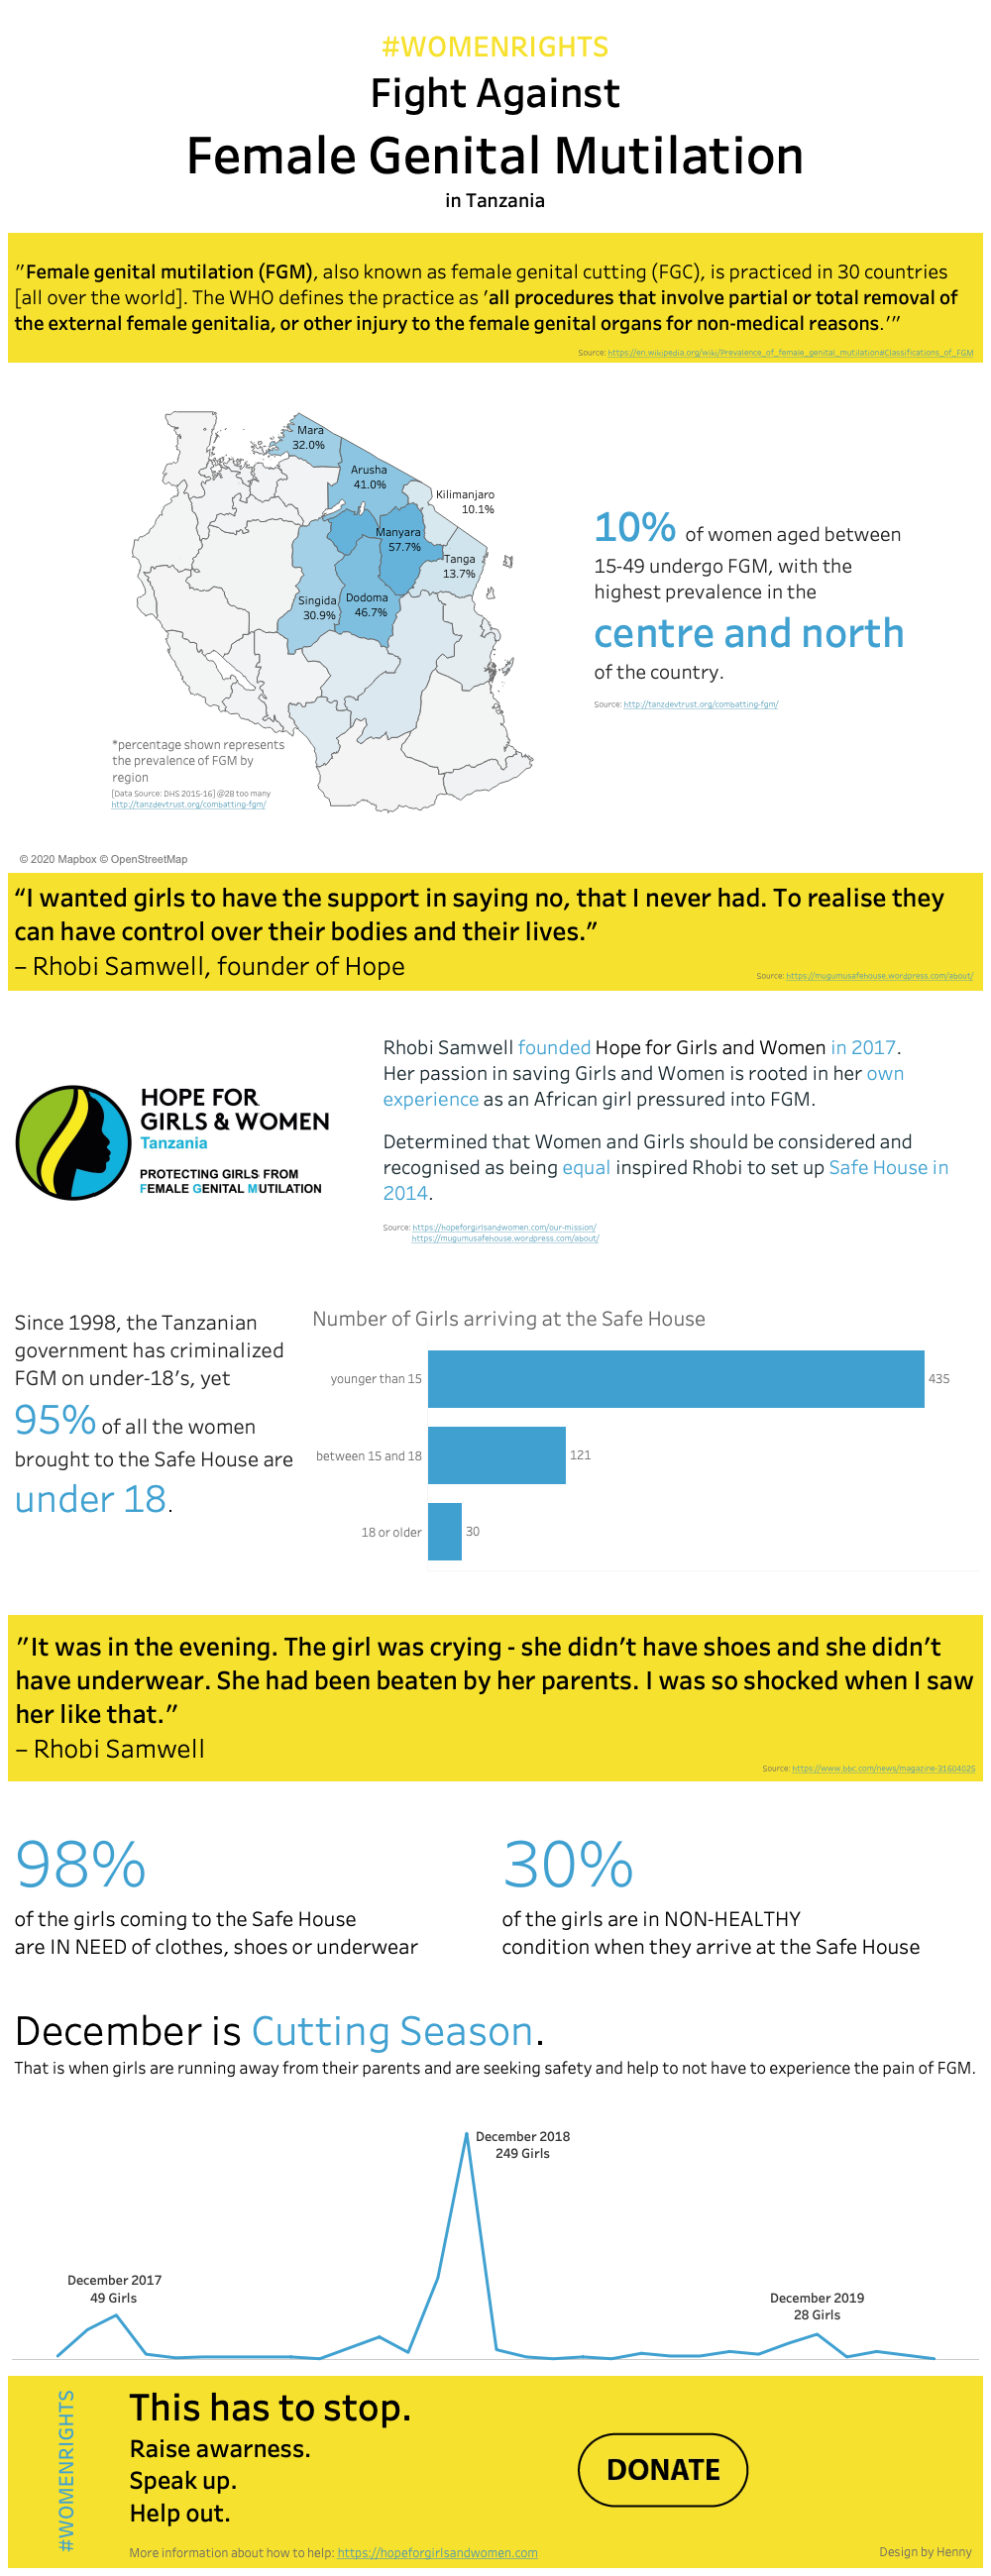 #WOMENRIGHTS
Fight Against
Female Genital Mutilation
in Tanzania
"Female genital mutilation (FGM), also known as female genital cutting (FGC), is practiced in 30 countries
[all over the world]. The WHO defines the practice as 'all procedures that involve partial or total removal of
the external female genitalia, or other injury to the female genital organs for non-medical reasons.'"
Source: https://en.wikipedia.org/wiki/Prevalence_of_female_genital_mutilation#Classifications_of_FGM
Mara
32.0%
Arusha
41.0%
Kilimanjaro
10.1%
Manyara
57.7%
Tanga
13.7%
Singida
30.9%
Dodoma
46.7%
*percentage shown represents
the prevalence of FGM by
region
[Data Source: DHS 2015-16] @28 too many
http://tanzdevtrust.org/combatting-fgm/
© 2020 Mapbox © OpenStreetMap
10% of women aged between
15-49 undergo FGM, with the
highest prevalence in the
centre and north
of the country.
Source: http://tanzdevtrust.org/combatting-fgm/
“I wanted girls to have the support in saying no, that I never had. To realise they
can have control over their bodies and their lives.”
– Rhobi Samwell, founder of Hope
Source: https://mugumusafehouse.wordpress.com/about/
HOPE FOR
GIRLS & WOMEN
Tanzania
PROTECTING GIRLS FROM
FEMALE GENITAL MUTILATION
Rhobi Samwell founded Hope for Girls and Women in 2017.
Her passion in saving Girls and Women is rooted in her own
experience as an African girl pressured into FGM.
Determined that Women and Girls should be considered and
recognised as being equal inspired Rhobi to set up Safe House in
2014.
Source: https://hopeforgirlsandwomen.com/our-mission/
https://mugumusafehouse.wordpress.com/about/
Since 1998, the Tanzanian
government has criminalized
FGM on under-18's, yet
95% of all the women
brought to the Safe House are
under 18.
Number of Girls arriving at the Safe House
younger than 15 435
between 15 and 18 121
18 or older 30
"It was in the evening. The girl was crying - she didn't have shoes and she didn't
have underwear. She had been beaten by her parents. I was so shocked when I saw
her like that."
– Rhobi Samwell
Source: https://www.bbc.com/news/magazine-31604025
98%
of the girls coming to the Safe House
are IN NEED of clothes, shoes or underwear
30%
of the girls are in NON-HEALTHY
condition when they arrive at the Safe House
December is Cutting Season.
That is when girls are running away from their parents and are seeking safety and help to not have to experience the pain of FGM.
December 2017
49 Girls
December 2018
249 Girls
December 2019
28 Girls
#WOMENRIGHTS
This has to stop.
Raise awarness.
Speak up.
Help out.
DONATE
More information about how to help: https://hopeforgirlsandwomen.com
Design by Henny